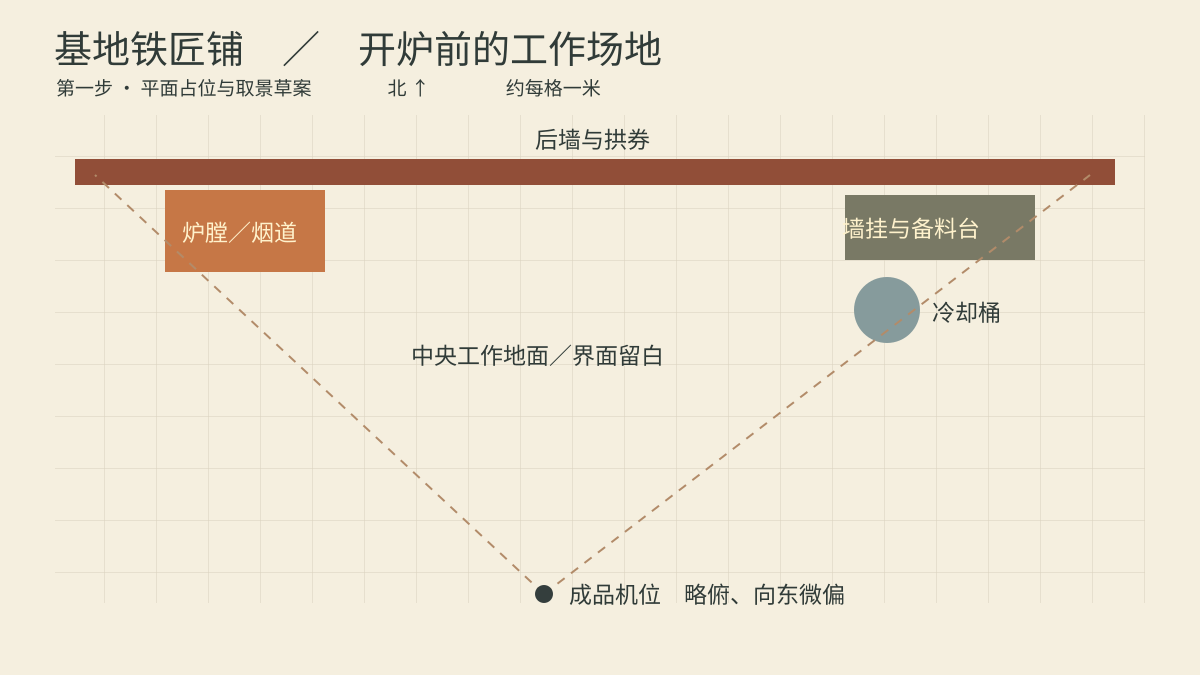 基地铁匠铺　／　开炉前的工作场地
第一步 · 平面占位与取景草案　　　　北 ↑　　　　约每格一米
后墙与拱券
炉膛／烟道
墙挂与备料台
冷却桶
中央工作地面／界面留白
成品机位　略俯、向东微偏